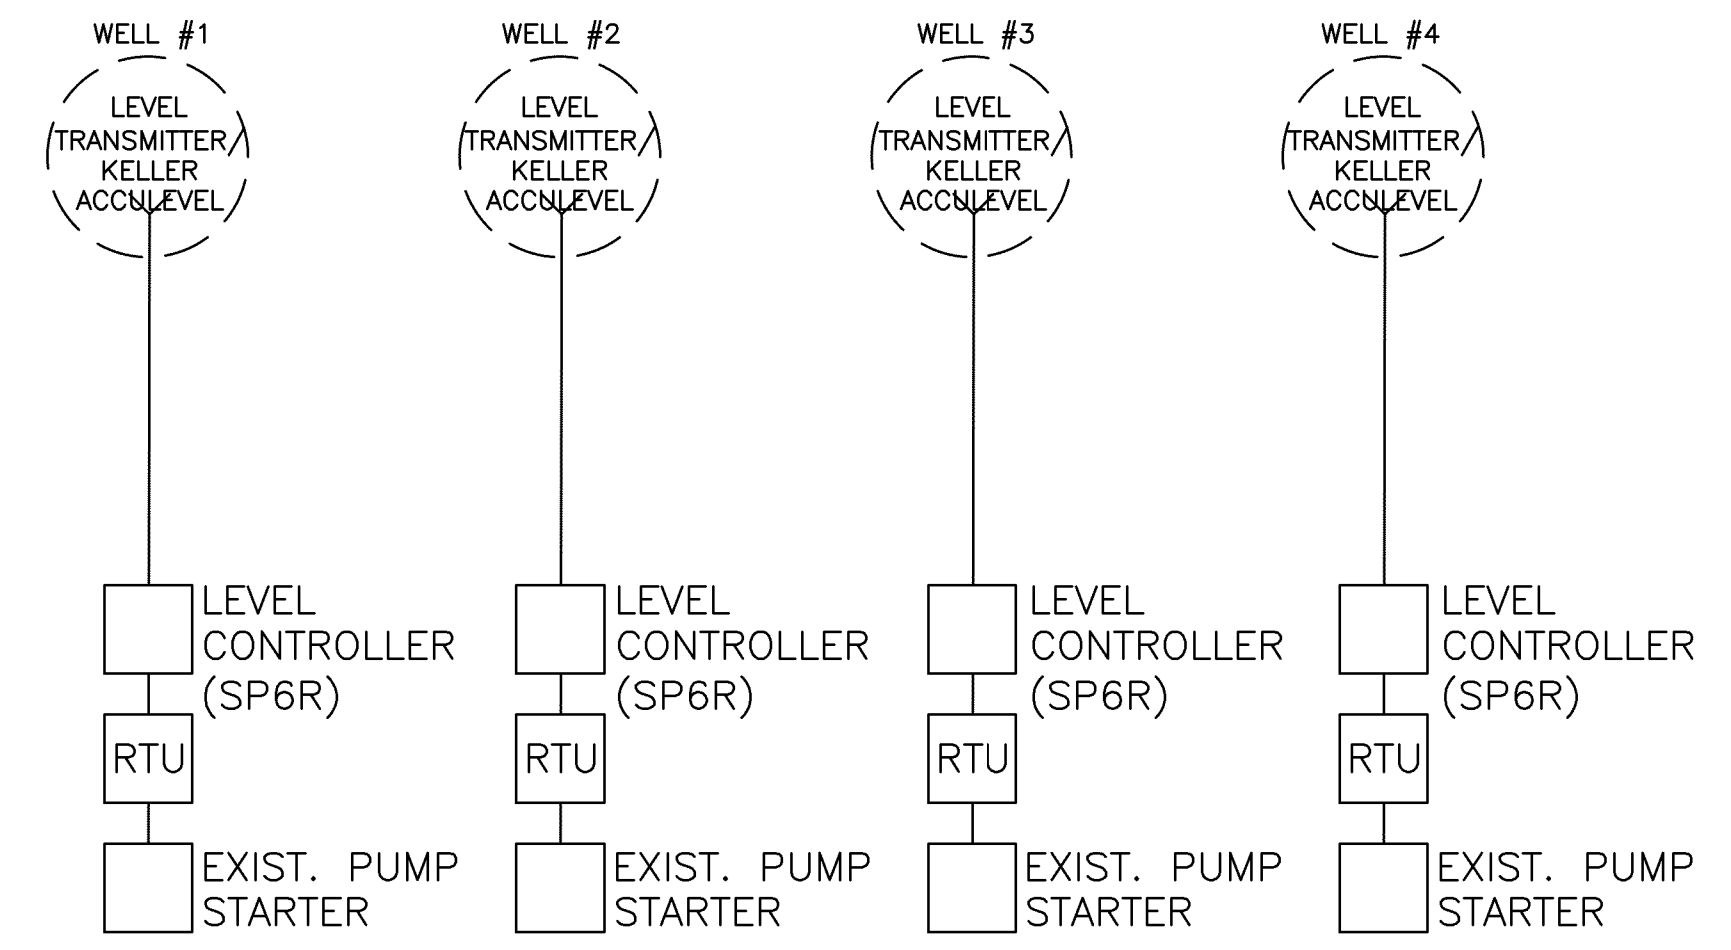 WELL #1
LEVEL
TRANSMITTER/
KELLER
ACCULEVEL
LEVEL
CONTROLLER
(SP6R)
RTU
EXIST. PUMP
STARTER
WELL #2
LEVEL
TRANSMITTER/
KELLER
ACCULEVEL
LEVEL
CONTROLLER
(SP6R)
RTU
EXIST. PUMP
STARTER
WELL #3
LEVEL
TRANSMITTER/
KELLER
ACCULEVEL
LEVEL
CONTROLLER
(SP6R)
RTU
EXIST. PUMP
STARTER
WELL #4
LEVEL
TRANSMITTER/
KELLER
ACCULEVEL
LEVEL
CONTROLLER
(SP6R)
RTU
EXIST. PUMP
STARTER